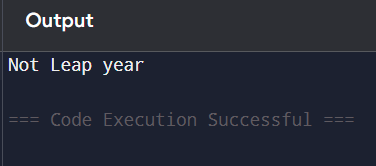 Output
Not Leap year
=== Code Execution Successful ===